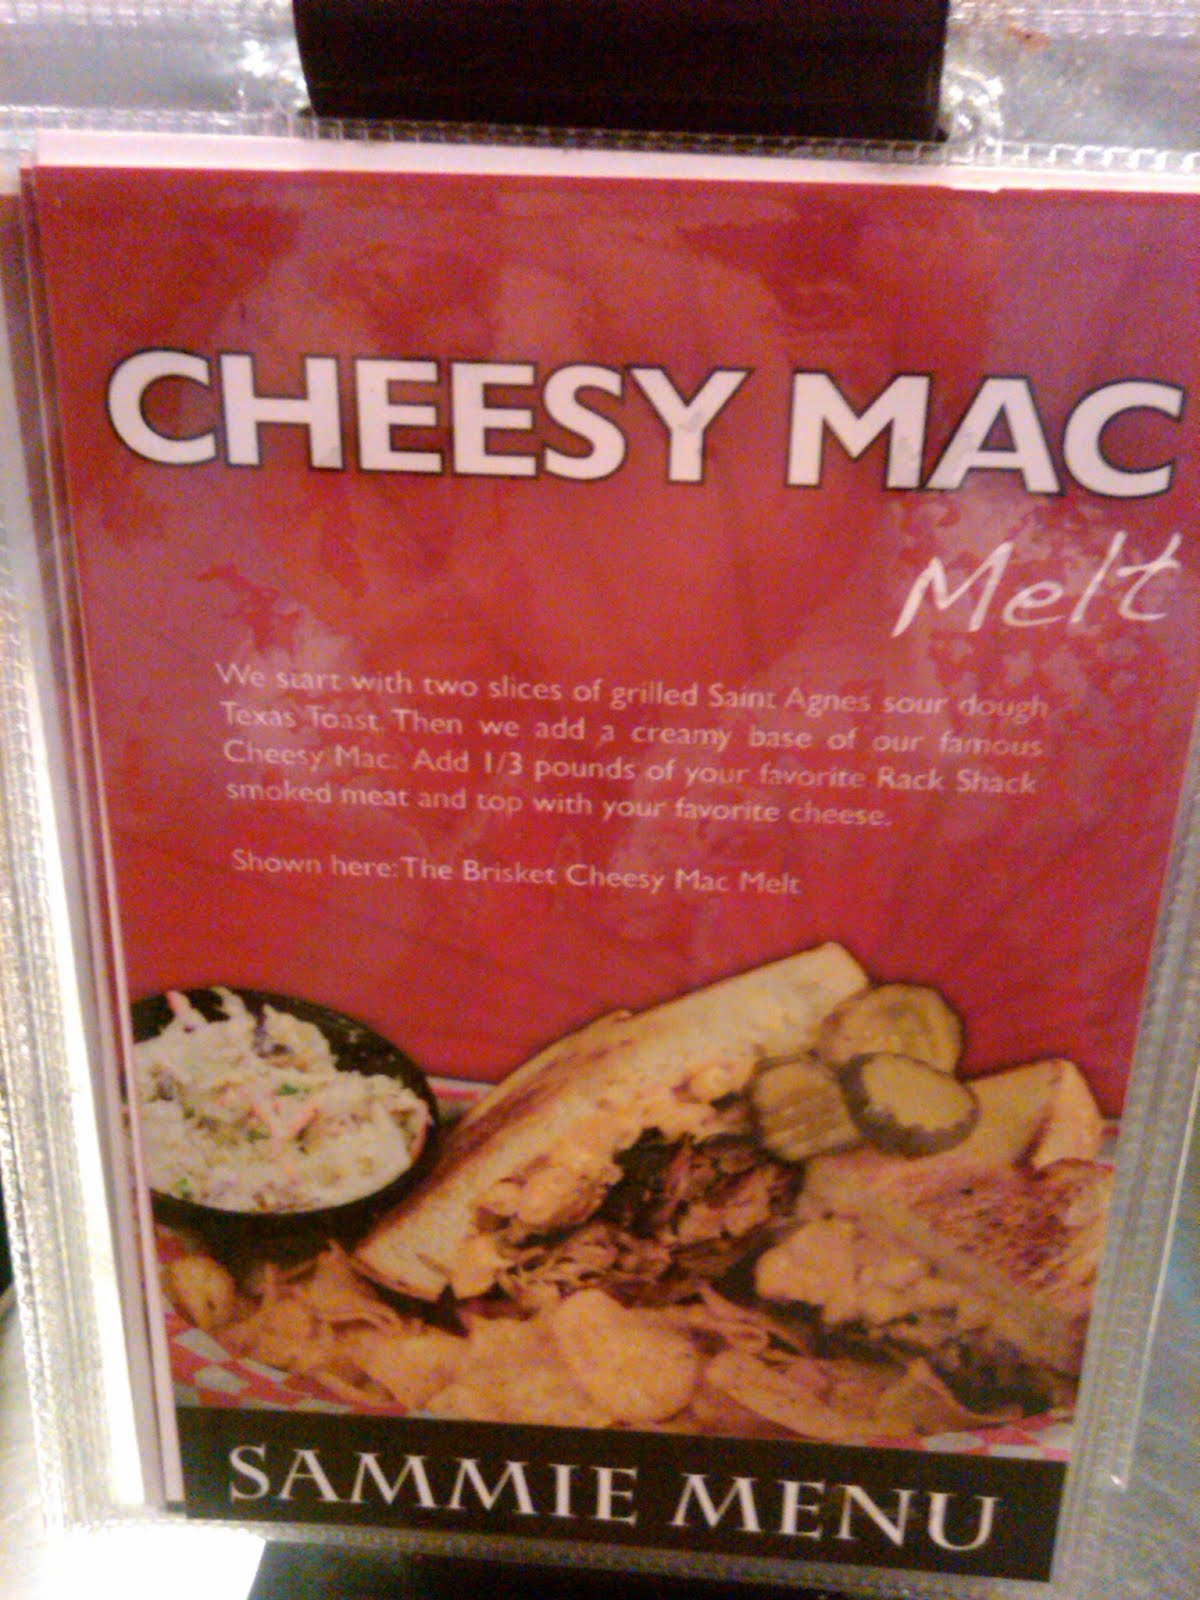 CHEESY MAC
Melt
We start with two slices of grilled Saint Agnes sour dough
Texas Toast. Then we add a creamy base of our famous
Cheesy Mac. Add 1/3 pounds of your favorite Rack Shack
smoked meat and top with your favorite cheese.
Shown here: The Brisket Cheesy Mac Melt
SAMMIE MENU